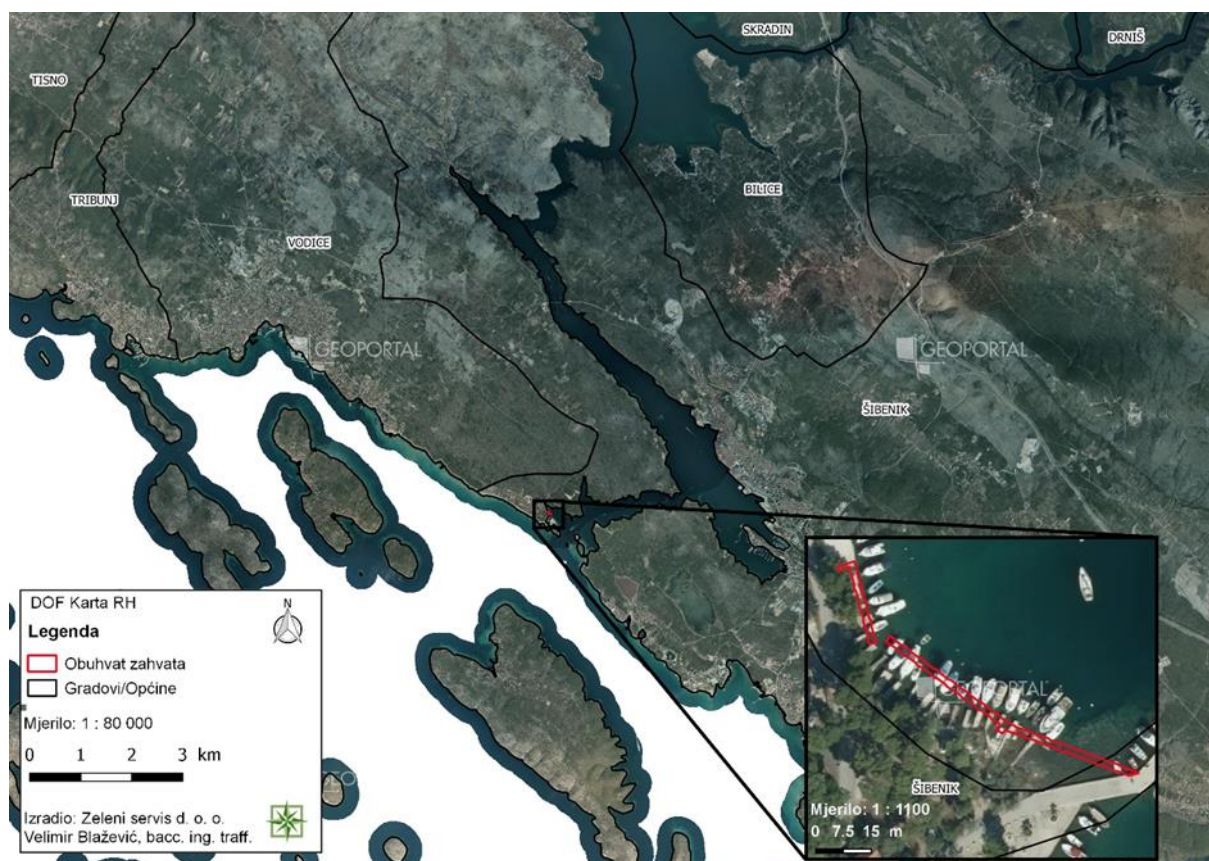 SKRADIN
DRNIŠ
TISNO
TRIBUNJ
VODICE
BILICE
GEOPORTAL
GEOPORTAL
ŠIBENIK
DOF Karta RH
N
Legenda
Obuhvat zahvata
Gradovi/Općine
Mjerilo: 1 : 80 000
0 1 2 3 km
Izradio: Zeleni servis d. o. o.
Velimir Blažević, bacc. ing. traff.
GEOPORTAL
ŠIBENIK
Mjerilo: 1 : 1100
0 7.5 15 m